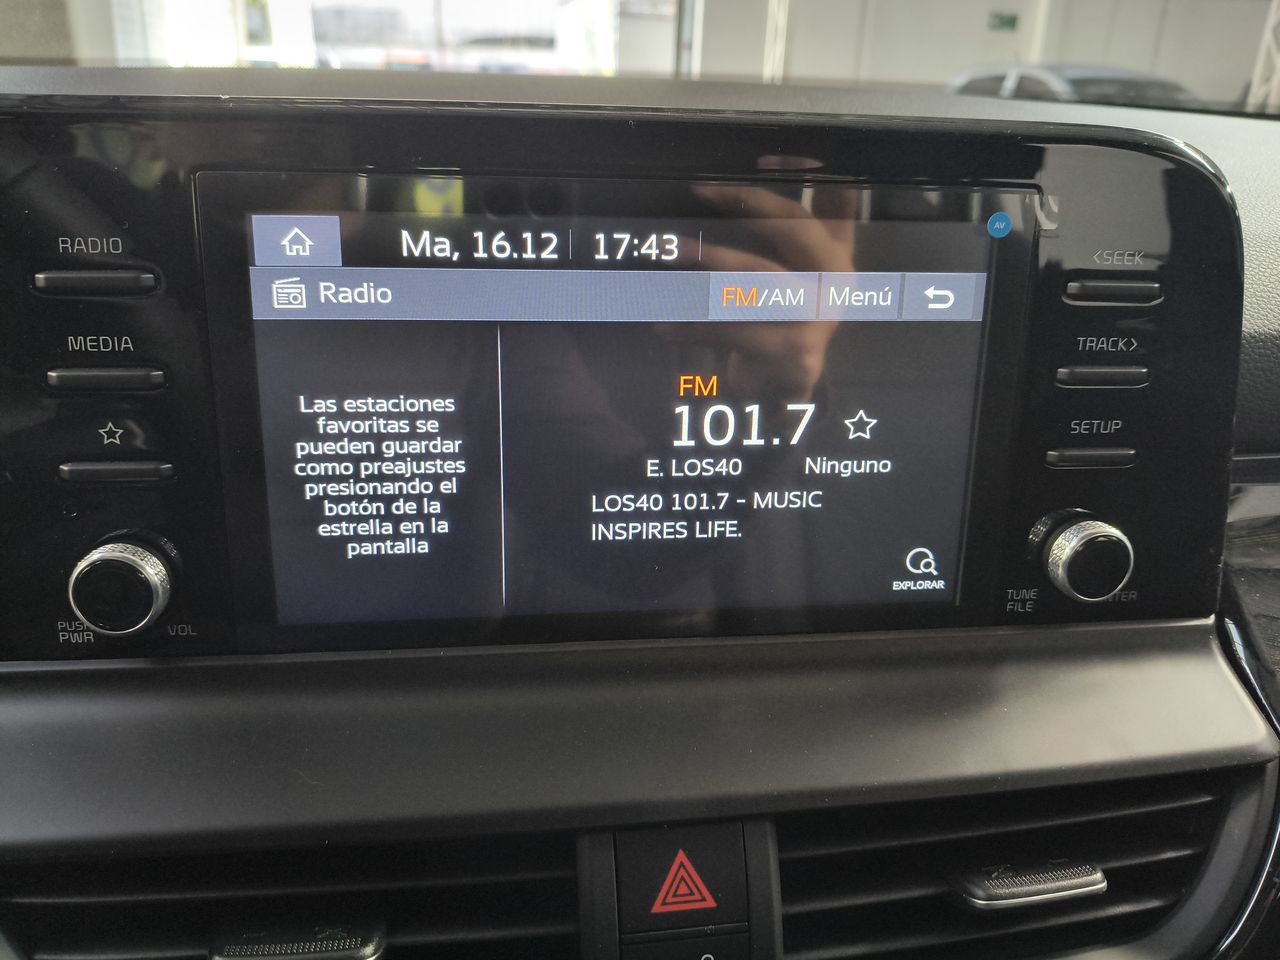 RADIO
MEDIA
PWR
VOL
Ma, 16.12 17:43
AV
Radio
FM/AM
Menú
Las estaciones
favoritas se
pueden guardar
como preajustes
presionando el
botón de la
estrella en la
pantalla
FM
101.7
E. LOS40 Ninguno
LOS40 101.7 - MUSIC
INSPIRES LIFE.
EXPLORAR
<SEEK
TRACK>
SETUP
TUNE
FILE